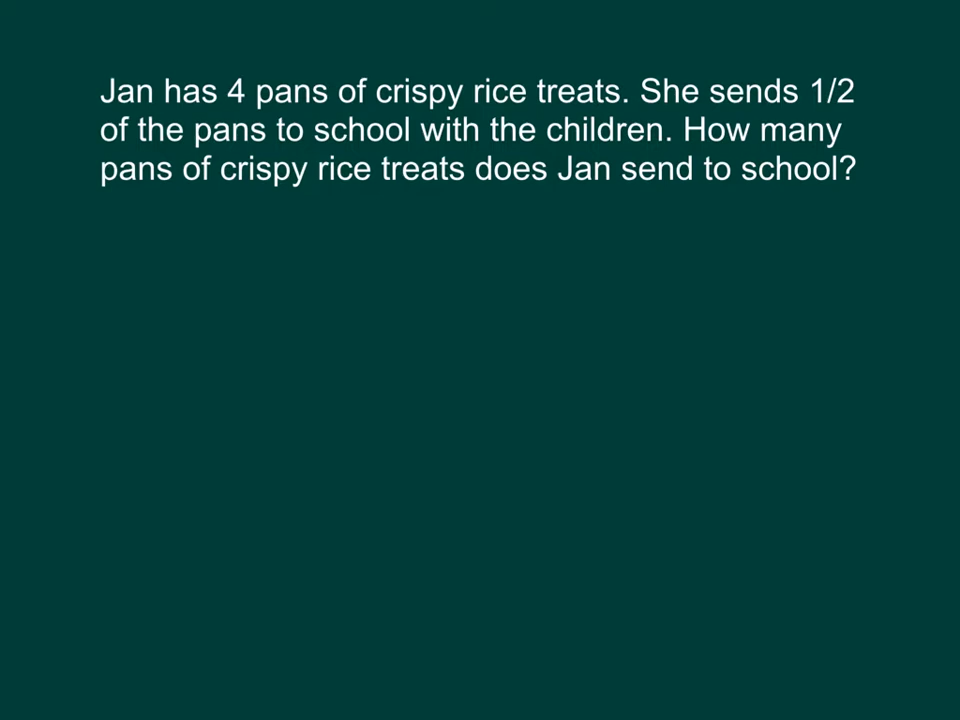 Jan has 4 pans of crispy rice treats. She sends 1/2
of the pans to school with the children. How many
pans of crispy rice treats does Jan send to school?